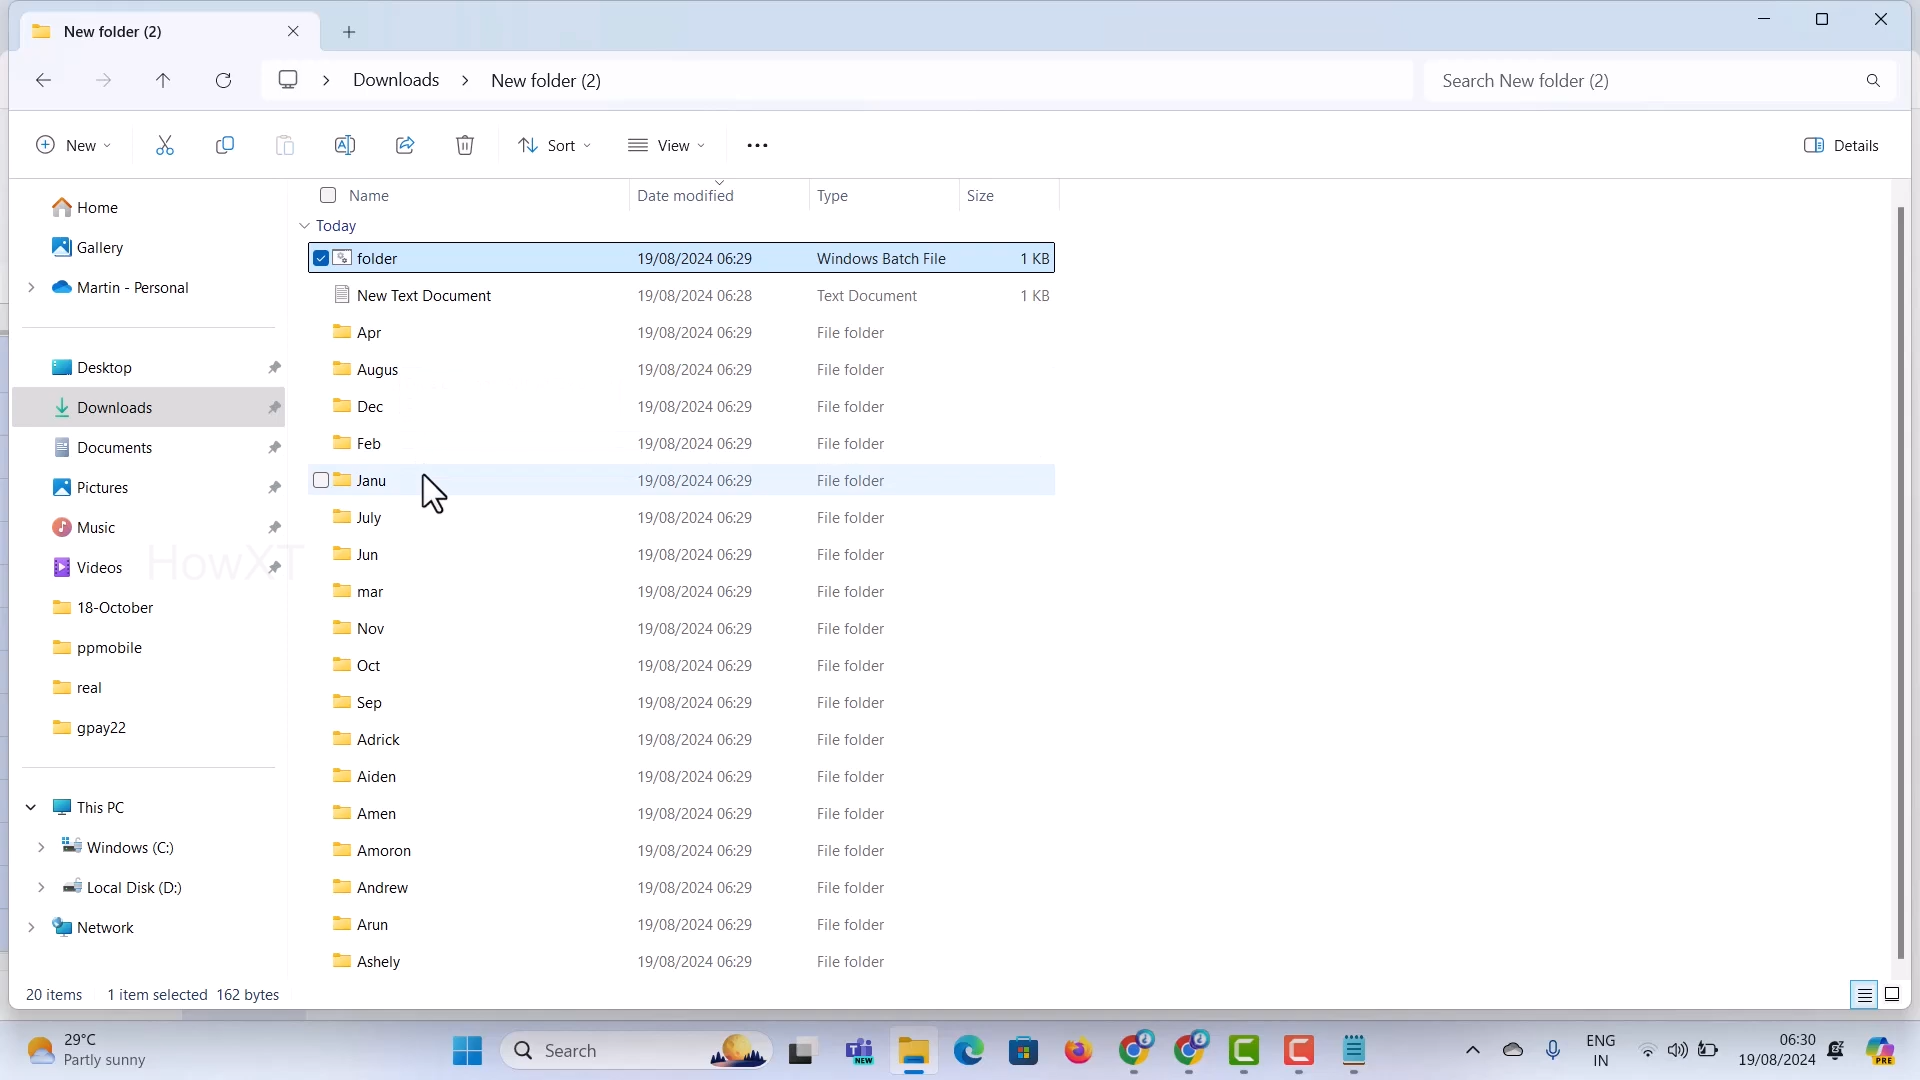 New folder (2)
Downloads > New folder (2)
Search New folder (2)
New
Sort
View
Details
Home
Gallery
Martin - Personal
Desktop
Downloads
Documents
Pictures
Music
Videos
18-October
ppmobile
real
gpay22
This PC
Windows (C:)
Local Disk (D:)
Network
HowXT
Name Date modified Type Size
Today
folder 19/08/2024 06:29 Windows Batch File 1 KB
New Text Document 19/08/2024 06:28 Text Document 1 KB
Apr 19/08/2024 06:29 File folder
Augus 19/08/2024 06:29 File folder
Dec 19/08/2024 06:29 File folder
Feb 19/08/2024 06:29 File folder
Janu 19/08/2024 06:29 File folder
July 19/08/2024 06:29 File folder
Jun 19/08/2024 06:29 File folder
mar 19/08/2024 06:29 File folder
Nov 19/08/2024 06:29 File folder
Oct 19/08/2024 06:29 File folder
Sep 19/08/2024 06:29 File folder
Adrick 19/08/2024 06:29 File folder
Aiden 19/08/2024 06:29 File folder
Amen 19/08/2024 06:29 File folder
Amoron 19/08/2024 06:29 File folder
Andrew 19/08/2024 06:29 File folder
Arun 19/08/2024 06:29 File folder
Ashely 19/08/2024 06:29 File folder
20 items 1 item selected 162 bytes
29°C
Partly sunny
Search
NEW
ENG
IN
06:30
19/08/2024
PRE